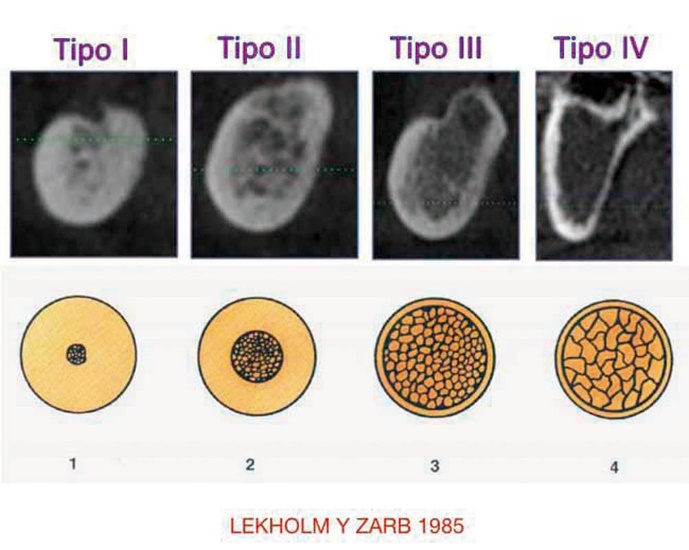 Tipo I Tipo II Tipo III Tipo IV
1 2 3 4
LEKHOLM Y ZARB 1985